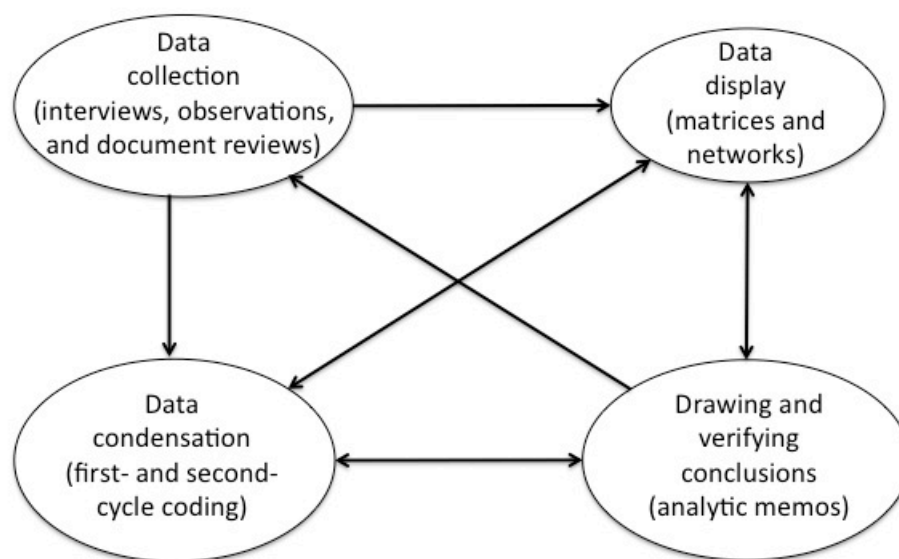 Data
collection
(interviews, observations,
and document reviews)
Data
display
(matrices and
networks)
Data
condensation
(first- and second-
cycle coding)
Drawing and
verifying
conclusions
(analytic memos)